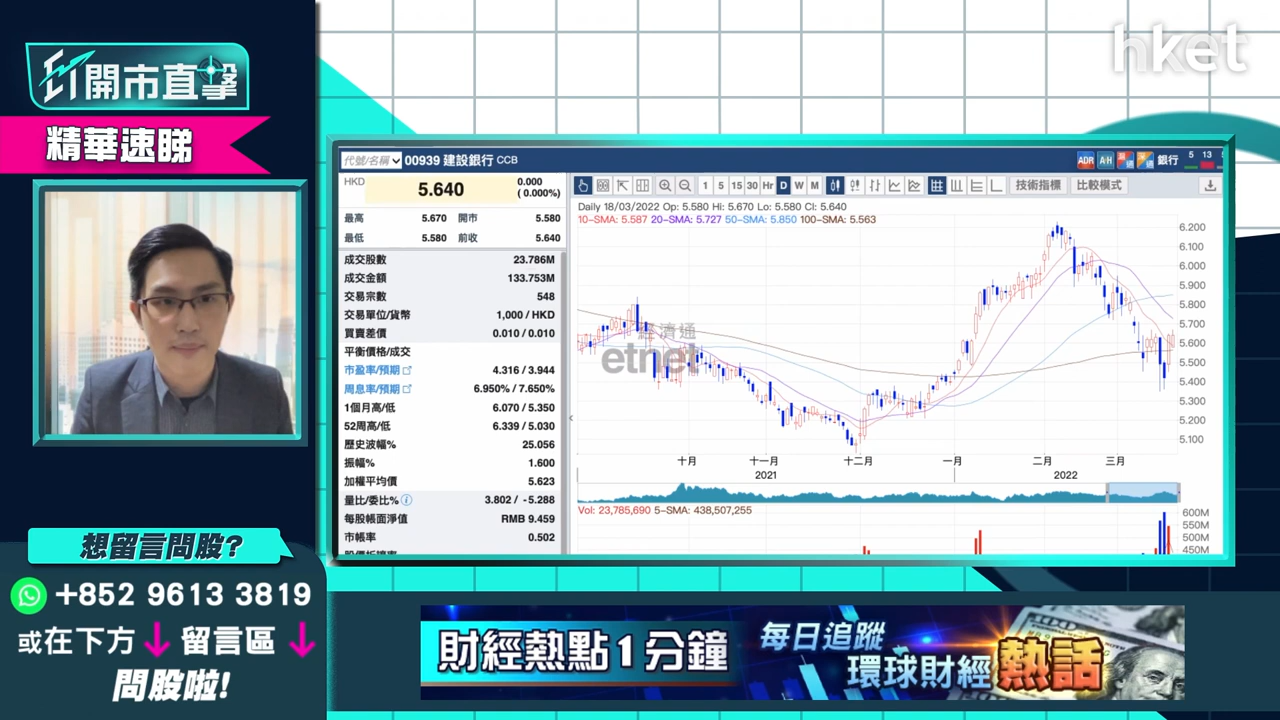 hket
開市直擊
精華速睇
想留言問股?
+852 9613 3819
或在下方 留言區
問股啦!
代號/名稱 00939 建設銀行 CCB
ADR A-H 銀行 5 13
HKD 5.640 0.000
( 0.000%)
最高 5.670 開市 5.580
最低 5.580 前收 5.640
成交股數 23.786M
成交金額 133.753M
交易宗數 548
交易單位/貨幣 1,000 / HKD
買賣差價 0.010 / 0.010
平衡價格/成交
市盈率/預期 4.316 / 3.944
周息率/預期 6.950% / 7.650%
1個月高/低 6.070 / 5.350
52周高/低 6.339 / 5.030
歷史波幅% 25.056
振幅% 1.600
加權平均價 5.623
量比/委比% 3.802 / -5.288
每股帳面淨值 RMB 9.459
市帳率 0.502
1 5 15 30 Hr D W M 技術指標 比較模式
Daily 18/03/2022 Op: 5.580 Hi: 5.670 Lo: 5.580 Cl: 5.640
10-SMA: 5.587 20-SMA: 5.727 50-SMA: 5.850 100-SMA: 5.563
6.200
6.100
6.000
5.900
5.800
5.700
5.600
5.500
5.400
5.300
5.200
5.100
經濟通
etnet
十月 十一月 十二月 一月 二月 三月
2021 2022
Vol: 23,785,690 5-SMA: 438,507,255
600M
550M
500M
450M
財經熱點1分鐘
每日追蹤
環球財經熱話